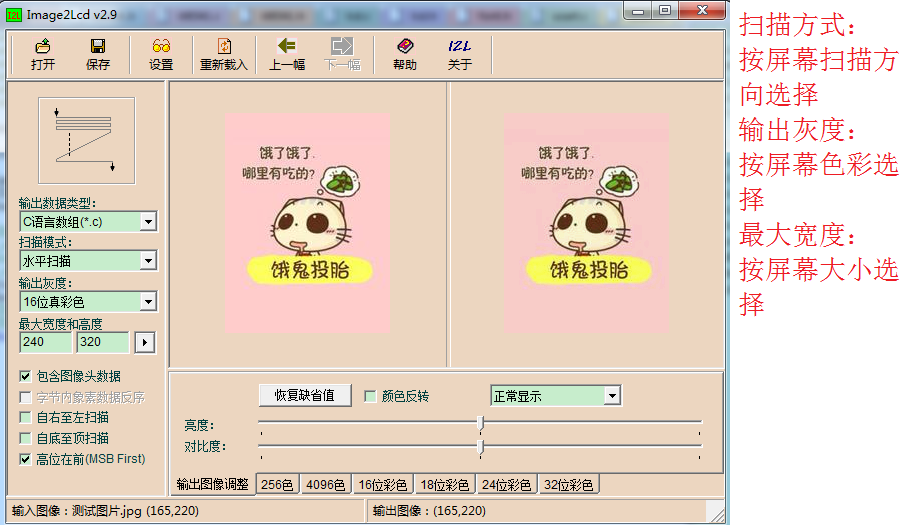 Image2Lcd v2.9
打开 保存 设置 重新载入 上一幅 下一幅 帮助 关于
I2L
输出数据类型：
C语言数组(*.c)
扫描模式：
水平扫描
输出灰度：
16位真彩色
最大宽度和高度
240 320
包含图像头数据
字节内象素数据反序
自右至左扫描
自底至顶扫描
高位在前(MSB First)
饿了饿了.
哪里有吃的?
饿鬼投胎
饿了饿了.
哪里有吃的?
饿鬼投胎
恢复缺省值 颜色反转 正常显示
亮度：
对比度：
输出图像调整 256色 4096色 16位彩色 18位彩色 24位彩色 32位彩色
输入图像：测试图片.jpg (165,220) 输出图像：(165,220)
扫描方式：
按屏幕扫描方
向选择
输出灰度：
按屏幕色彩选
择
最大宽度：
按屏幕大小选
择